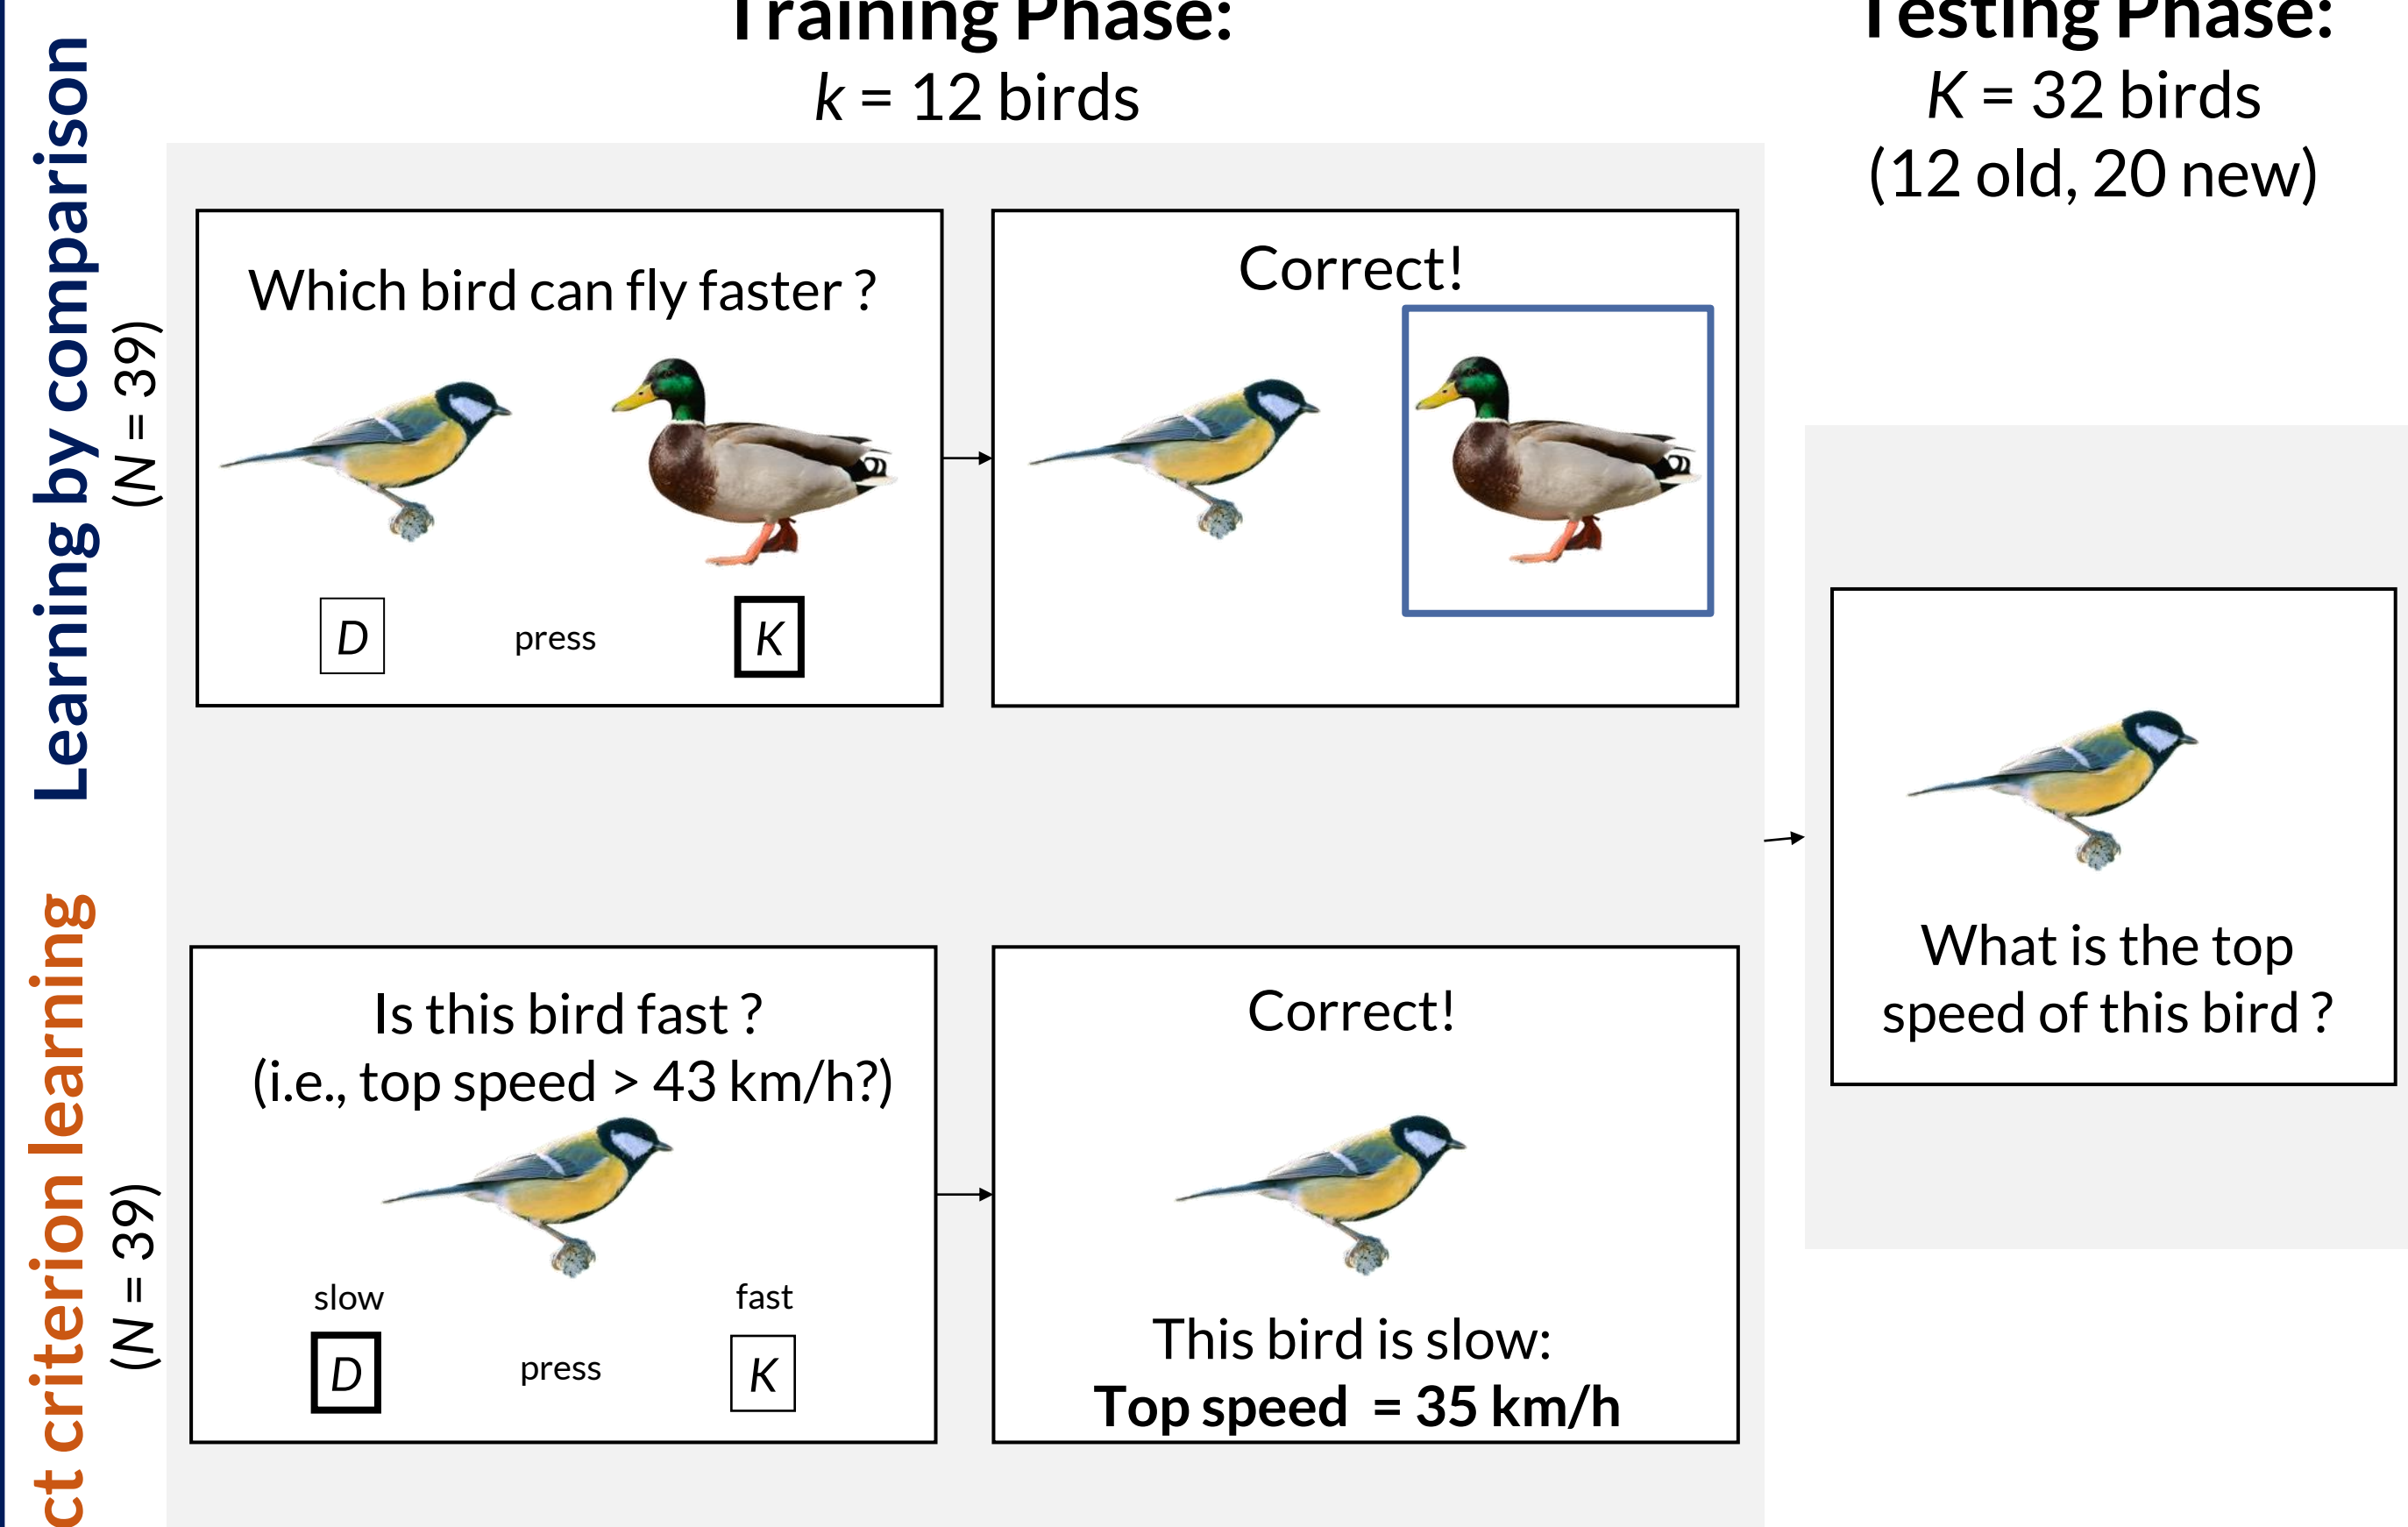 Training Phase:
k = 12 birds
Testing Phase:
K = 32 birds
(12 old, 20 new)
Learning by comparison
(N = 39)
Which bird can fly faster ?
D press K
Correct!
criterion learning
(N = 39)
Is this bird fast ?
(i.e., top speed > 43 km/h?)
slow fast
D press K
Correct!
This bird is slow:
Top speed = 35 km/h
What is the top
speed of this bird ?